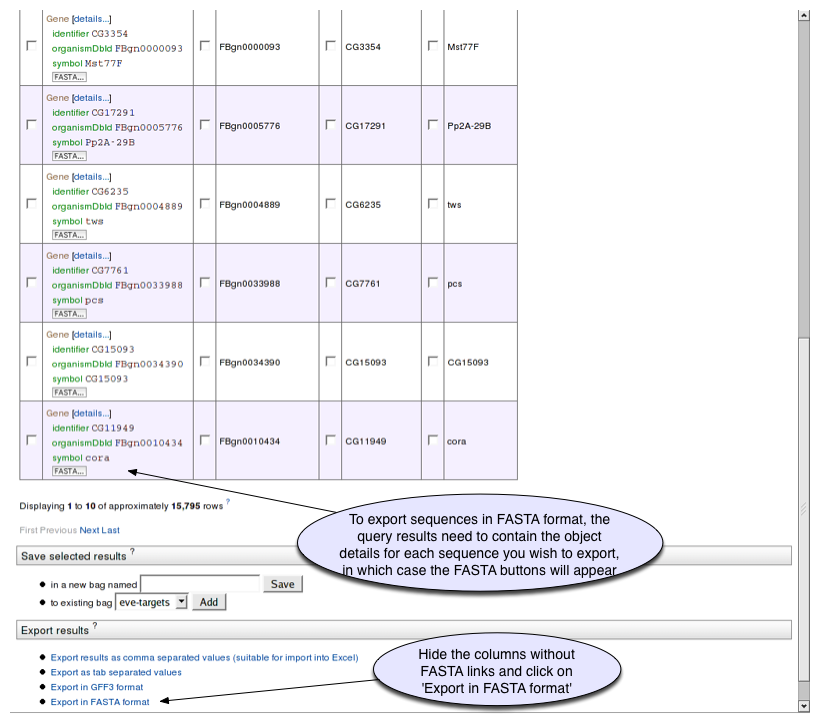 Gene [details...]
identifier CG3354
organismDbId FBgn0000093
symbol Mst77F
FASTA...
FBgn0000093
CG3354
Mst77F
Gene [details...]
identifier CG17291
organismDbId FBgn0005776
symbol Pp2A-29B
FASTA...
FBgn0005776
CG17291
Pp2A-29B
Gene [details...]
identifier CG6235
organismDbId FBgn0004889
symbol tws
FASTA...
FBgn0004889
CG6235
tws
Gene [details...]
identifier CG7761
organismDbId FBgn0033988
symbol pcs
FASTA...
FBgn0033988
CG7761
pcs
Gene [details...]
identifier CG15093
organismDbId FBgn0034390
symbol CG15093
FASTA...
FBgn0034390
CG15093
CG15093
Gene [details...]
identifier CG11949
organismDbId FBgn0010434
symbol cora
FASTA...
FBgn0010434
CG11949
cora
Displaying 1 to 10 of approximately 15,795 rows ?
First Previous Next Last
To export sequences in FASTA format, the
query results need to contain the object
details for each sequence you wish to export,
in which case the FASTA buttons will appear
Save selected results ?
in a new bag named Save
to existing bag eve-targets Add
Export results ?
Export results as comma separated values (suitable for import into Excel)
Export as tab separated values
Export in GFF3 format
Export in FASTA format
Hide the columns without
FASTA links and click on
'Export in FASTA format'